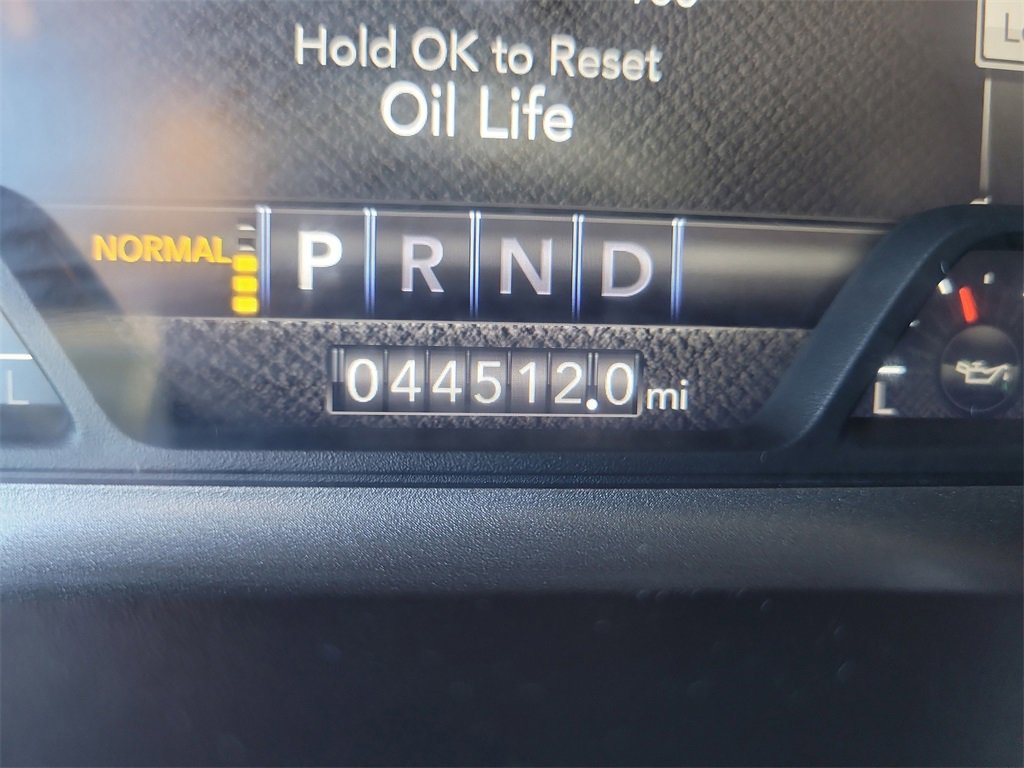 Hold OK to Reset
Oil Life
NORMAL P R N D
044512.0 mi
L
L